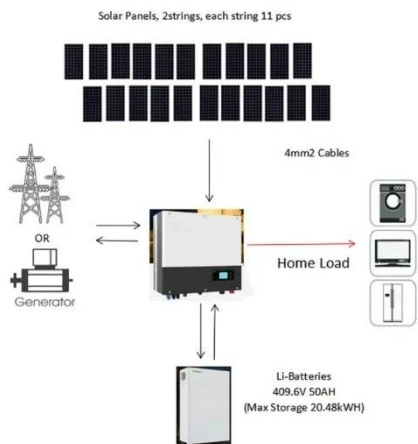 Solar Panels, 2strings, each string 11 pcs
4mm2 Cables
OR
Home Load
Generator
Li-Batteries
409.6V 50AH
(Max Storage 20.48kWH)